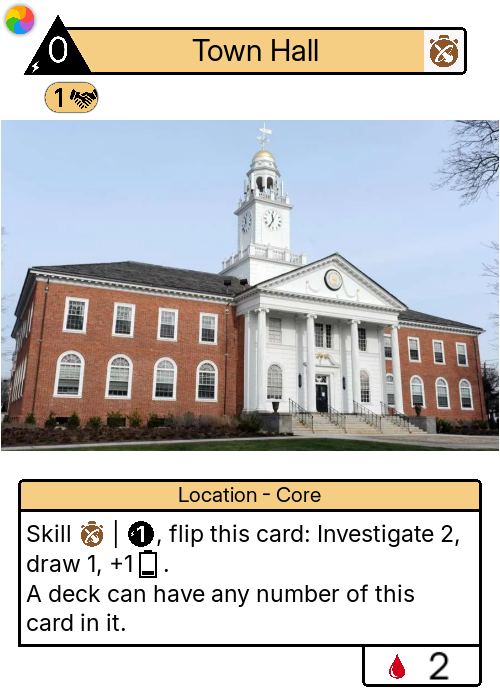 0
Town Hall
1
Location - Core
Skill | 1, flip this card: Investigate 2,
draw 1, +1 .
A deck can have any number of this
card in it.
2